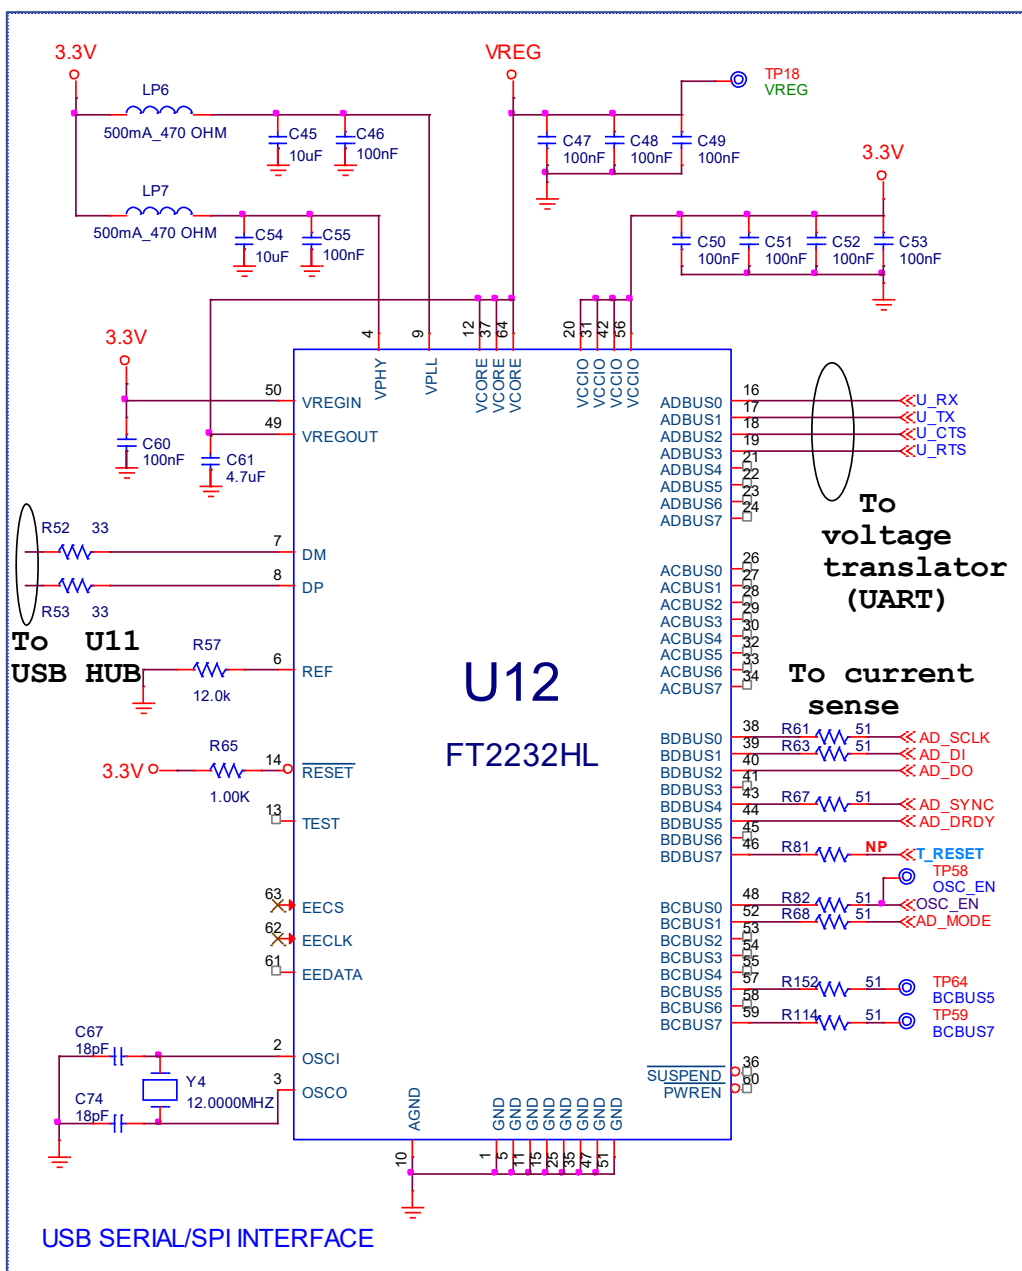 3.3V
VREG
TP18
VREG
LP6
500mA_470 OHM
C45
10uF
C46
100nF
C47
100nF
C48
100nF
C49
100nF
3.3V
LP7
500mA_470 OHM
C54
10uF
C55
100nF
C50
100nF
C51
100nF
C52
100nF
C53
100nF
3.3V
4
9
12
37
64
20
31
42
56
VPHY
VPLL
VCORE
VCORE
VCORE
VCCIO
VCCIO
VCCIO
VCCIO
50
VREGIN
49
VREGOUT
C60
100nF
C61
4.7uF
R52 33
7
DM
8
DP
R53 33
To U11
USB HUB
R57
12.0k
6
REF
R65
3.3V
1.00K
14
RESET
13
TEST
63
EECS
62
EECLK
61
EEDATA
C67
18pF
2
OSCI
3
OSCO
Y4
12.0000MHZ
C74
18pF
U12
FT2232HL
ADBUS0 16 U_RX
ADBUS1 17 U_TX
ADBUS2 18 U_CTS
ADBUS3 19 U_RTS
ADBUS4 21
ADBUS5 22
ADBUS6 23
ADBUS7 24
To
voltage
translator
(UART)
ACBUS0 26
ACBUS1 27
ACBUS2 28
ACBUS3 29
ACBUS4 30
ACBUS5 32
ACBUS6 33
ACBUS7 34
To current
sense
BDBUS0 38 R61 51 AD_SCLK
BDBUS1 39 R63 51 AD_DI
BDBUS2 40 AD_DO
BDBUS3 41
BDBUS4 43 R67 51 AD_SYNC
BDBUS5 44 AD_DRDY
BDBUS6 45
BDBUS7 46 R81 NP T_RESET
TP58
OSC_EN
BCBUS0 48 R82 51 OSC_EN
BCBUS1 52 R68 51 AD_MODE
BCBUS2 53
BCBUS3 54
BCBUS4 55
BCBUS5 57 R152 51 TP64
BCBUS5
BCBUS6 58
BCBUS7 59 R114 51 TP59
BCBUS7
SUSPEND 36
PWREN 60
AGND
GND
GND
GND
GND
GND
GND
GND
GND
10
1
5
11
15
25
35
47
51
USB SERIAL/SPI INTERFACE